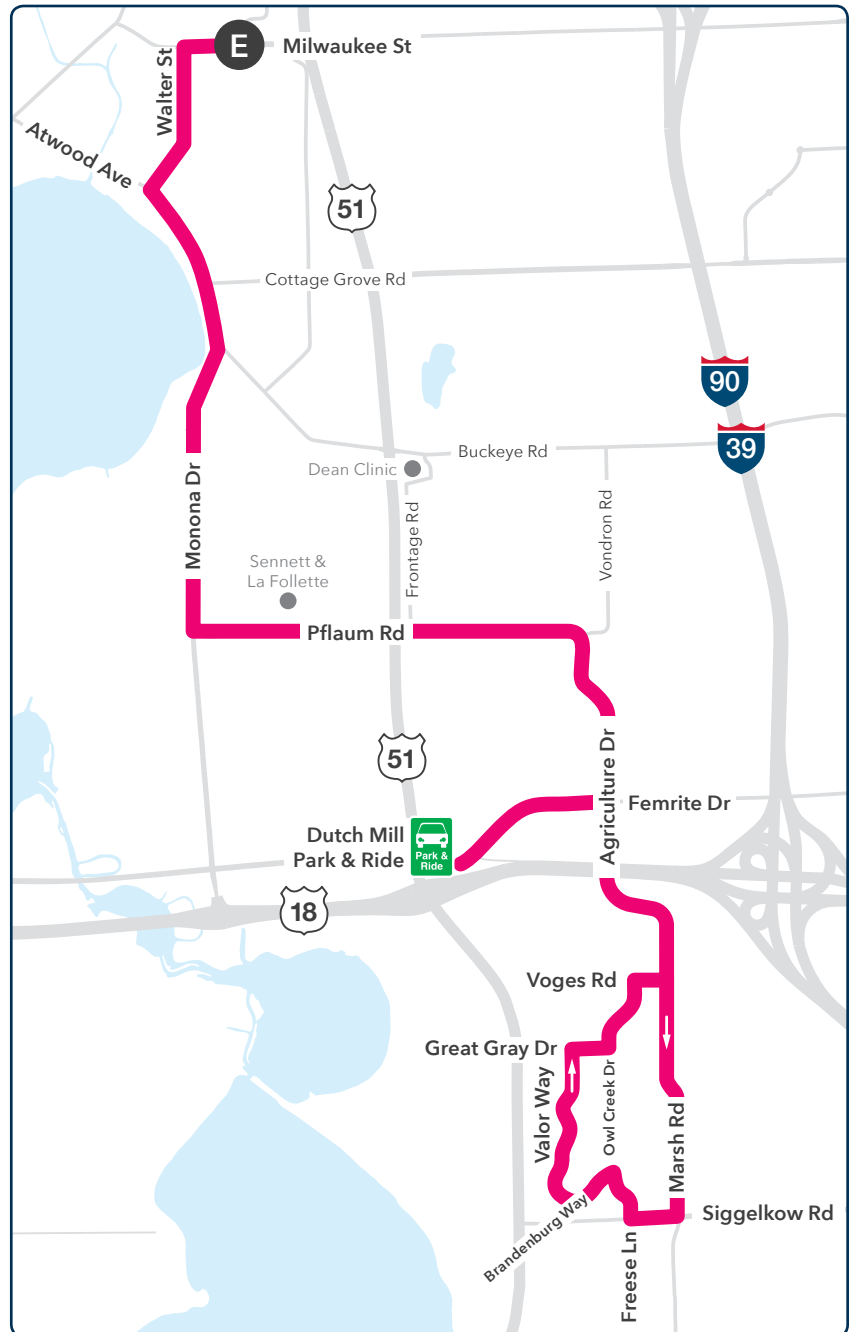 E
Milwaukee St
Walter St
Atwood Ave
51
Cottage Grove Rd
90
39
Buckeye Rd
Dean Clinic
Monona Dr
Frontage Rd
Vondron Rd
Sennett &
La Follette
Pflaum Rd
51
Agriculture Dr
Femrite Dr
Dutch Mill
Park & Ride
Park &
Ride
18
Voges Rd
Great Gray Dr
Valor Way
Owl Creek Dr
Marsh Rd
Brandenburg Way
Siggelkow Rd
Freese Ln